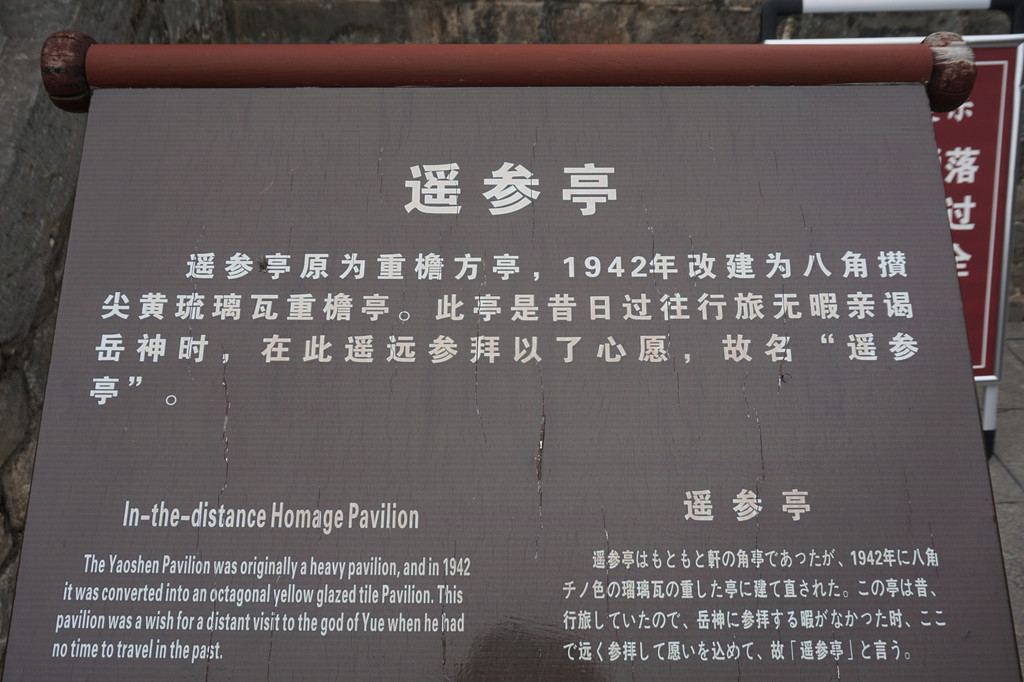 遥参亭
遥参亭原为重檐方亭，1942年改建为八角攒
尖黄琉璃瓦重檐亭。此亭是昔日过往行旅无暇亲谒
岳神时，在此遥远参拜以了心愿，故名“遥参
亭”。
In-the-distance Homage Pavilion
The Yaoshen Pavilion was originally a heavy pavilion, and in 1942
it was converted into an octagonal yellow glazed tile Pavilion. This
pavilion was a wish for a distant visit to the god of Yue when he had
no time to travel in the past.
遥参亭
遥参亭はもともと軒の角亭であったが、1942年に八角
チノ色の瑠璃瓦の重した亭に建て直された。この亭は昔、
行旅していたので、岳神に参拝する暇がなかった時、ここ
で远く参拝して愿いを込めて、故「遥参亭」と言う。
落
过
全